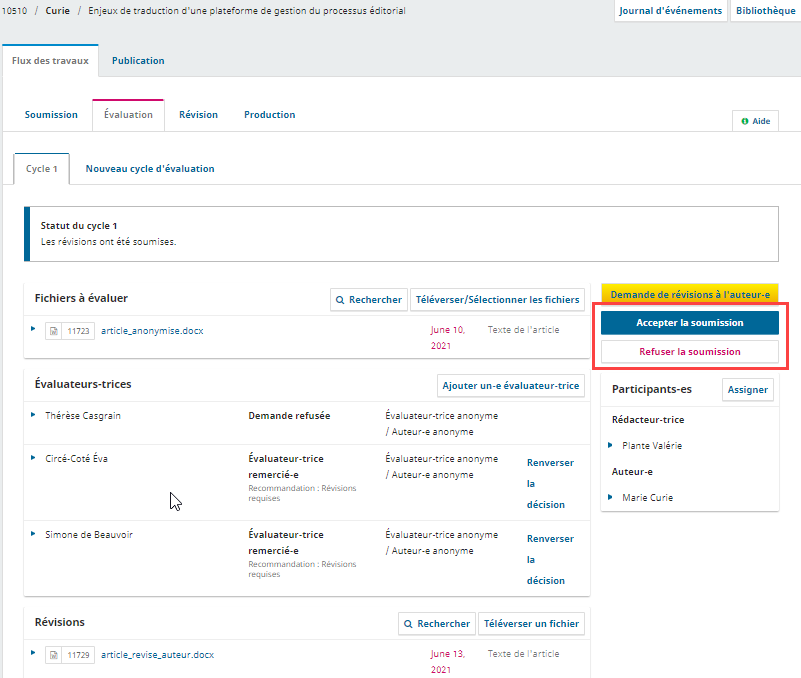 10510 / Curie / Enjeux de traduction d'une plateforme de gestion du processus éditorial
Journal d'événements
Bibliothèque
Flux des travaux
Publication
Soumission
Évaluation
Révision
Production
Aide
Cycle 1
Nouveau cycle d'évaluation
Statut du cycle 1
Les révisions ont été soumises.
Fichiers à évaluer
Rechercher
Téléverser/Sélectionner les fichiers
11723
article_anonymise.docx
June 10,
2021
Texte de l'article
Évaluateurs-trices
Ajouter un-e évaluateur-trice
Thérèse Casgrain
Demande refusée
Évaluateur-trice anonyme
/ Auteur-e anonyme
Circé-Coté Éva
Évaluateur-trice
remercié-e
Recommandation : Révisions
requises
Évaluateur-trice anonyme
/ Auteur-e anonyme
Renverser
la
décision
Simone de Beauvoir
Évaluateur-trice
remercié-e
Recommandation : Révisions
requises
Évaluateur-trice anonyme
/ Auteur-e anonyme
Renverser
la
décision
Révisions
Rechercher
Téléverser un fichier
11729
article_revise_auteur.docx
June 13,
2021
Texte de l'article
Demande de révisions à l'auteur-e
Accepter la soumission
Refuser la soumission
Participants-es
Assigner
Rédacteur-trice
Plante Valérie
Auteur-e
Marie Curie